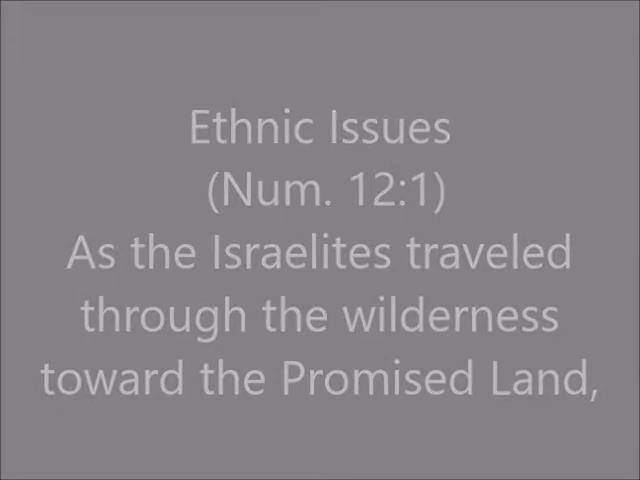 Ethnic Issues
(Num. 12:1)
As the Israelites traveled
through the wilderness
toward the Promised Land,